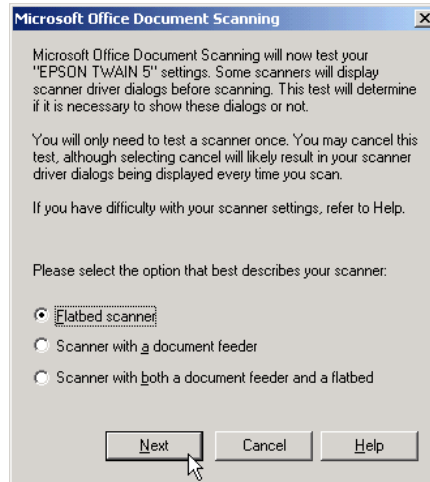 Microsoft Office Document Scanning
Microsoft Office Document Scanning will now test your
"EPSON TWAIN 5" settings. Some scanners will display
scanner driver dialogs before scanning. This test will determine
if it is necessary to show these dialogs or not.
You will only need to test a scanner once. You may cancel this
test, although selecting cancel will likely result in your scanner
driver dialogs being displayed every time you scan.
If you have difficulty with your scanner settings, refer to Help.
Please select the option that best describes your scanner:
Flatbed scanner
Scanner with a document feeder
Scanner with both a document feeder and a flatbed
Next Cancel Help